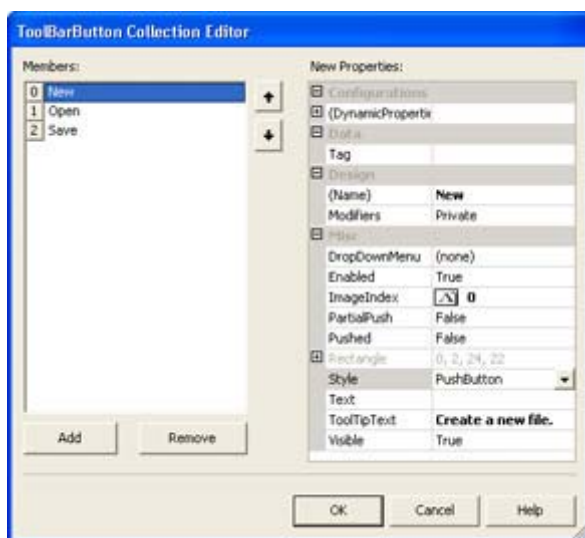 ToolBarButton Collection Editor
Members:
0 New
1 Open
2 Save
Add Remove
New Properties:
Configurations
(DynamicPropertie
Data
Tag
Design
(Name) New
Modifiers Private
Misc
DropDownMenu (none)
Enabled True
ImageIndex 0
PartialPush False
Pushed False
Rectangle 0, 2, 24, 22
Style PushButton
Text
ToolTipText Create a new file.
Visible True
OK Cancel Help